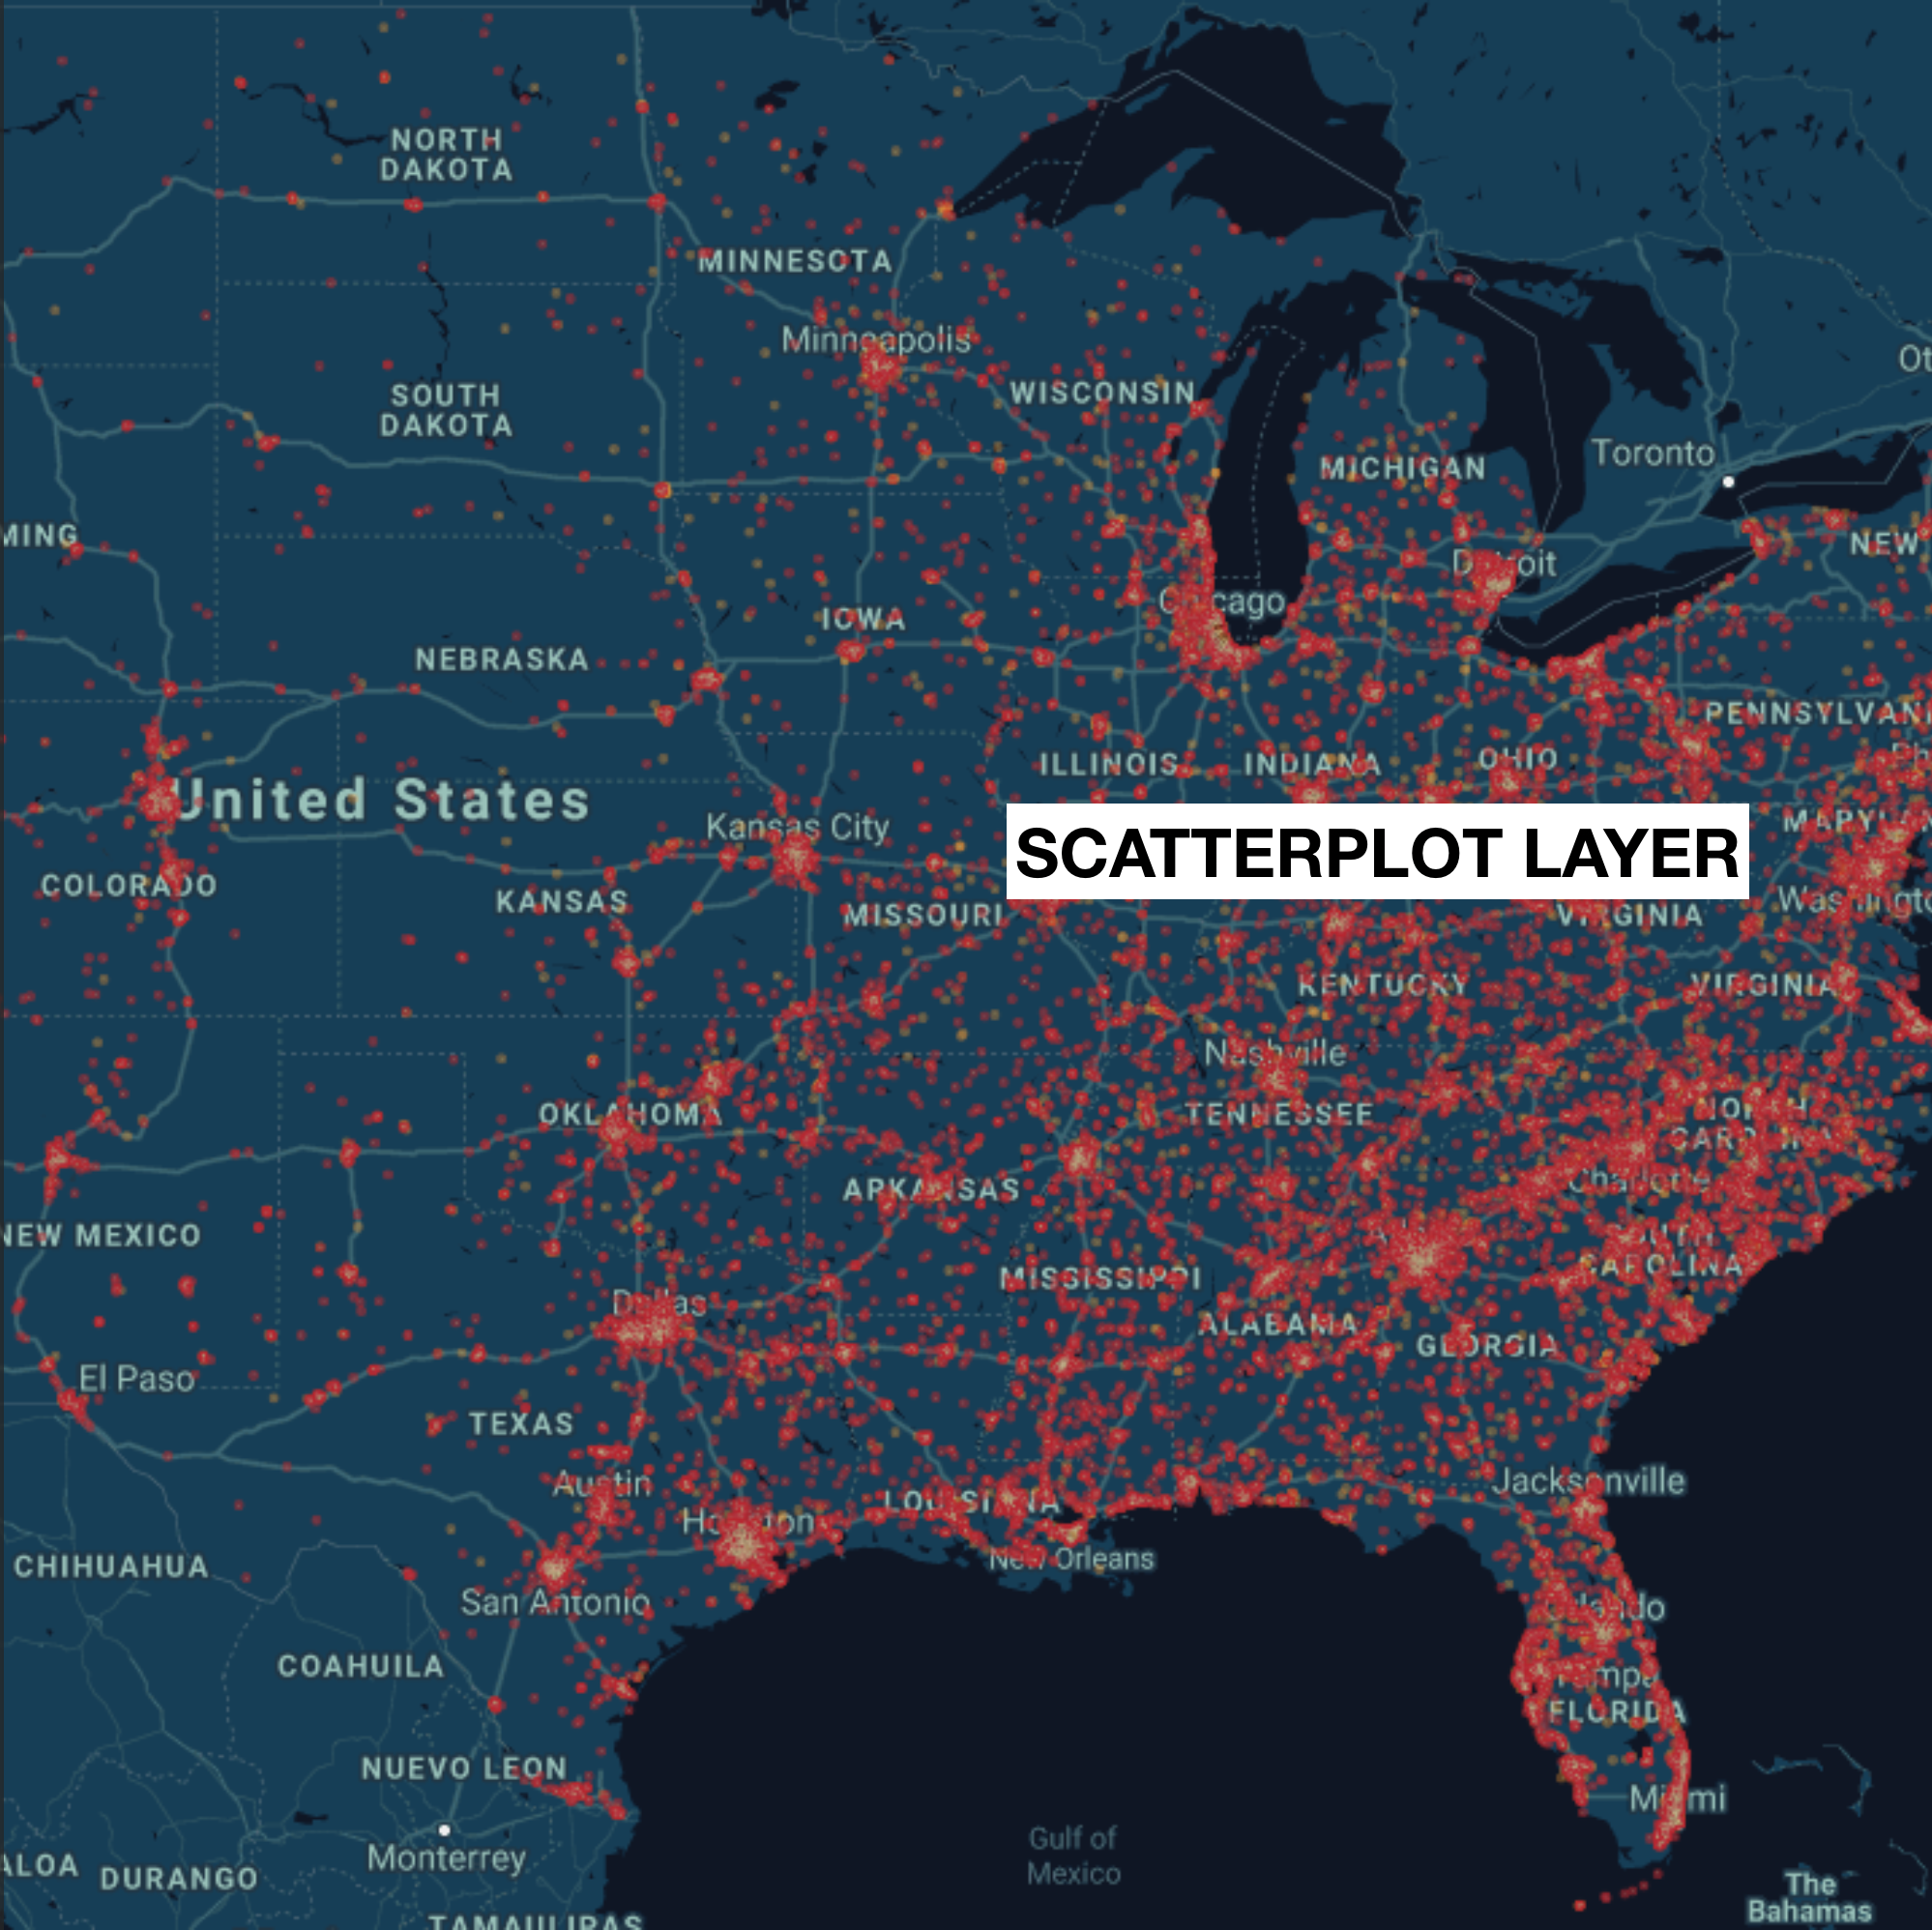 NORTH
DAKOTA
MINNESOTA
Minneapolis
WISCONSIN
SOUTH
DAKOTA
Ot
Toronto
MICHIGAN
MING
NEW
Detroit
Chicago
IOWA
NEBRASKA
PENNSYLVAN
ILLINOIS
INDIANA
OHIO
Ph
United States
Kansas City
MARYLAN
SCATTERPLOT LAYER
COLORADO
KANSAS
MISSOURI
VIRGINIA
Washingto
KENTUCKY
VIRGINIA
Nashville
OKLAHOMA
TENNESSEE
NORTH
CAROLINA
ARKANSAS
Charlotte
NEW MEXICO
SOUTH
CAROLINA
MISSISSIPPI
Dallas
ALABAMA
GEORGIA
El Paso
TEXAS
Austin
Jacksonville
LOUISIANA
Houston
New Orleans
CHIHUAHUA
San Antonio
Orlando
COAHUILA
Tampa
FLORIDA
NUEVO LEON
Miami
Gulf of
Mexico
Monterrey
ALOA
DURANGO
The
Bahamas
TAMAULIPAS